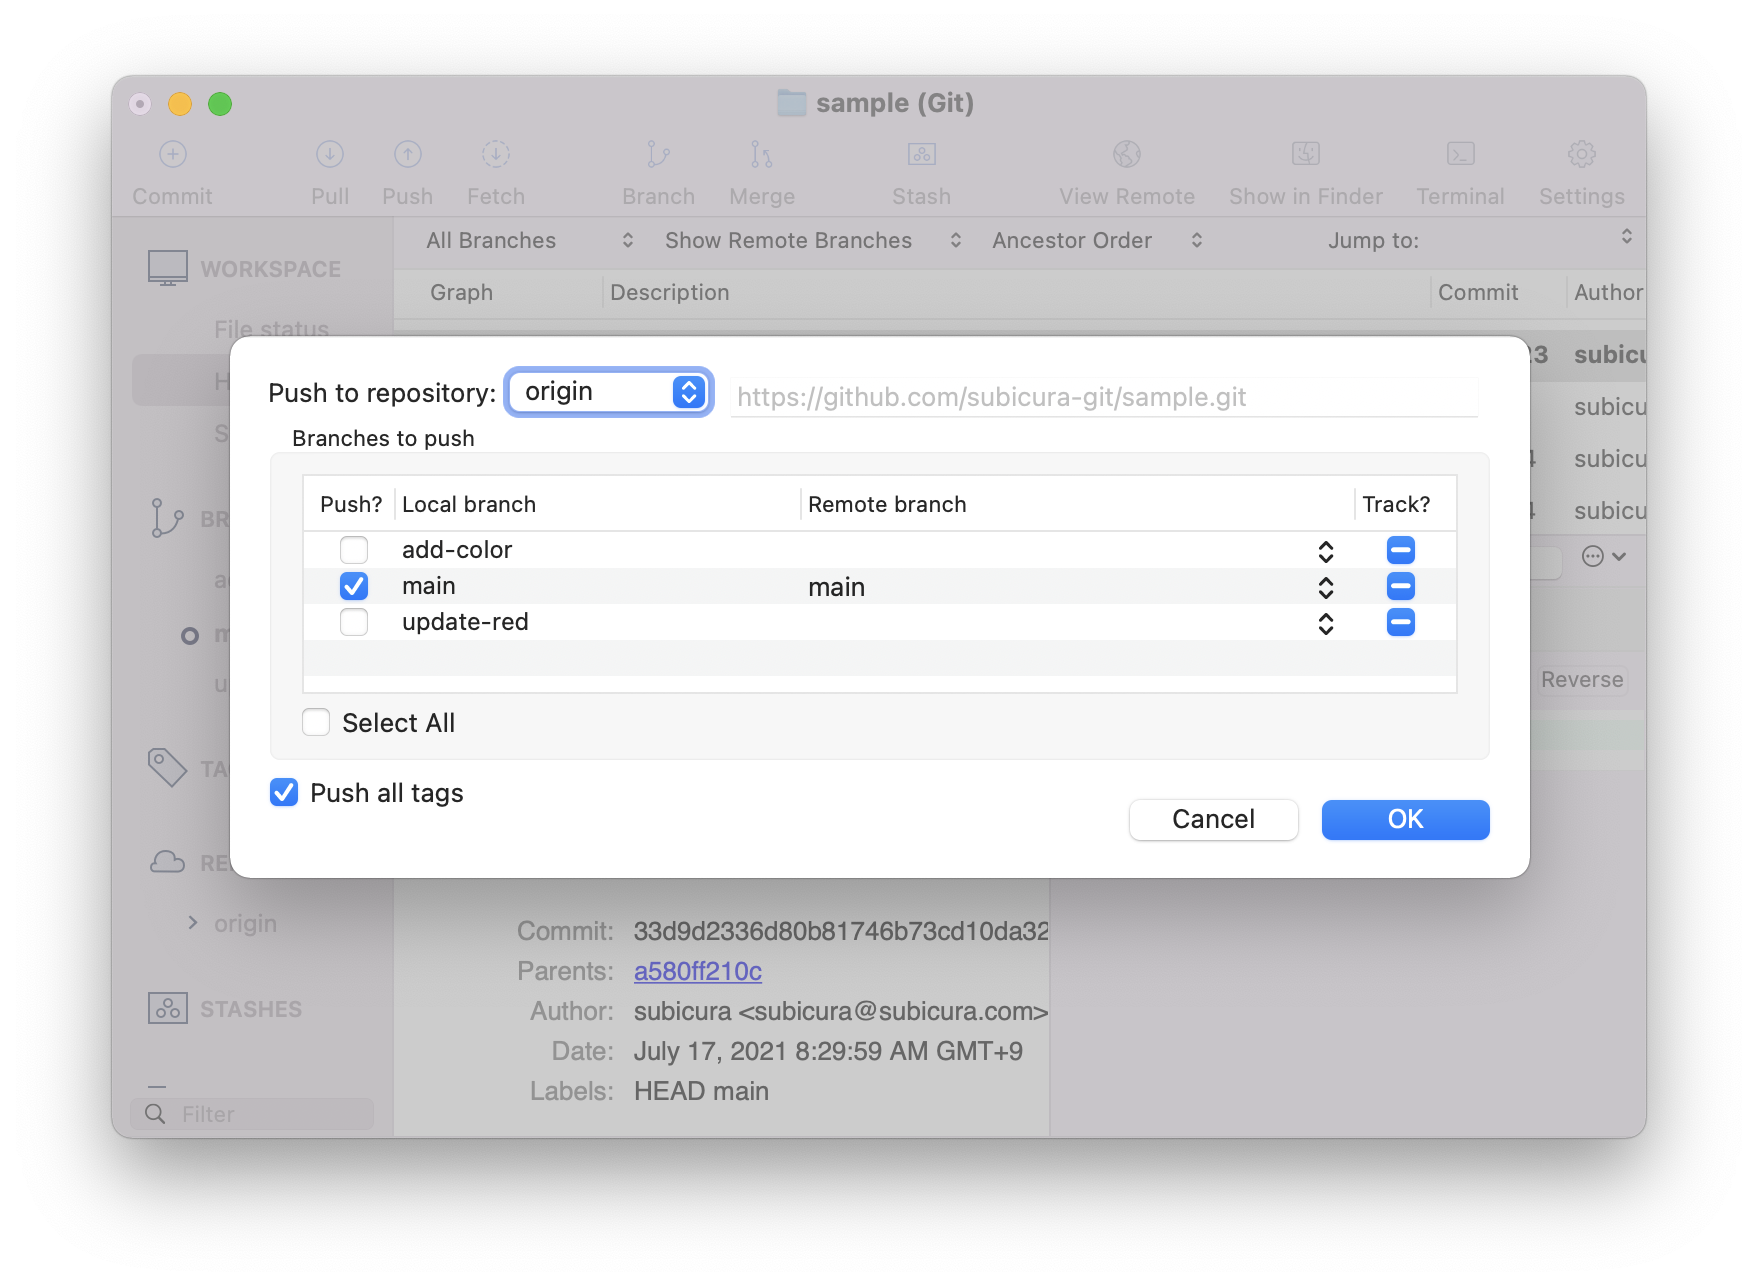 sample (Git)
Commit Pull Push Fetch Branch Merge Stash View Remote Show in Finder Terminal Settings
All Branches Show Remote Branches Ancestor Order Jump to:
WORKSPACE
Graph Description Commit Author
File status
subicu
Push to repository: origin https://github.com/subicura-git/sample.git
subicu
Branches to push
subicu
Push? Local branch Remote branch Track?
subicu
add-color
main main
update-red
Reverse
Select All
Push all tags
Cancel OK
origin
Commit: 33d9d2336d80b81746b73cd10da32
Parents: a580ff210c
STASHES
Author: subicura <subicura@subicura.com>
Date: July 17, 2021 8:29:59 AM GMT+9
Labels: HEAD main
Filter